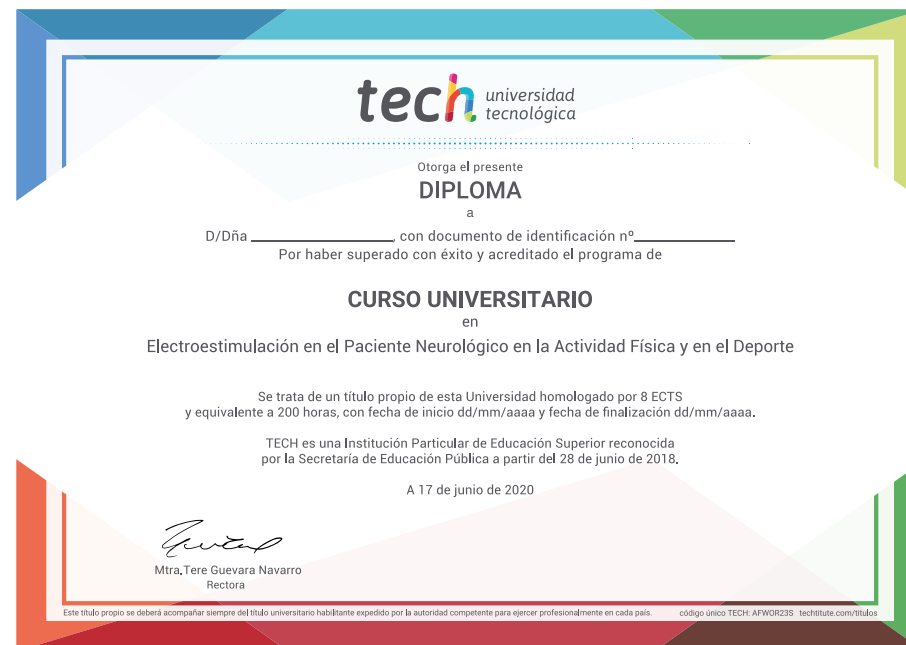 tech universidad
tecnológica
Otorga el presente
DIPLOMA
a
D/Dña ____________________, con documento de identificación nº______________
Por haber superado con éxito y acreditado el programa de
CURSO UNIVERSITARIO
en
Electroestimulación en el Paciente Neurológico en la Actividad Física y en el Deporte
Se trata de un título propio de esta Universidad homologado por 8 ECTS
y equivalente a 200 horas, con fecha de inicio dd/mm/aaaa y fecha de finalización dd/mm/aaaa.
TECH es una Institución Particular de Educación Superior reconocida
por la Secretaría de Educación Pública a partir del 28 de junio de 2018.
A 17 de junio de 2020
Mtra.Tere Guevara Navarro
Rectora
Este título propio se deberá acompañar siempre del título universitario habilitante expedido por la autoridad competente para ejercer profesionalmente en cada país. código único TECH: AFWOR23S techtitute.com/titulos